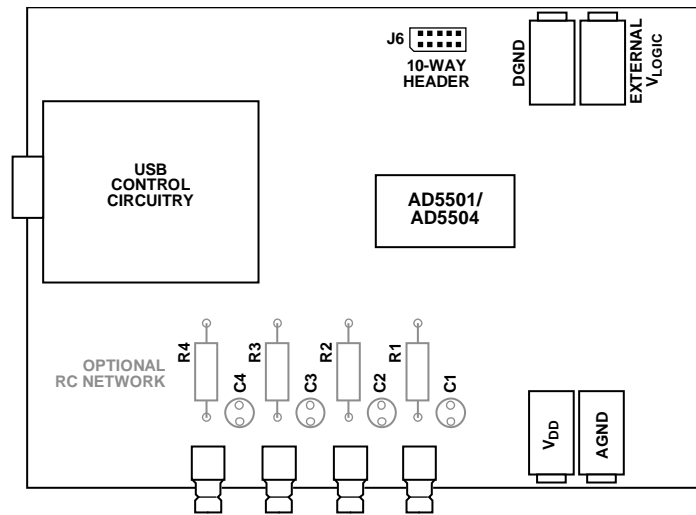 J6
10-WAY
HEADER
DGND
EXTERNAL
VLOGIC
USB
CONTROL
CIRCUITRY
AD5501/
AD5504
OPTIONAL
RC NETWORK
R4
C4
R3
C3
R2
C2
R1
C1
VDD
AGND